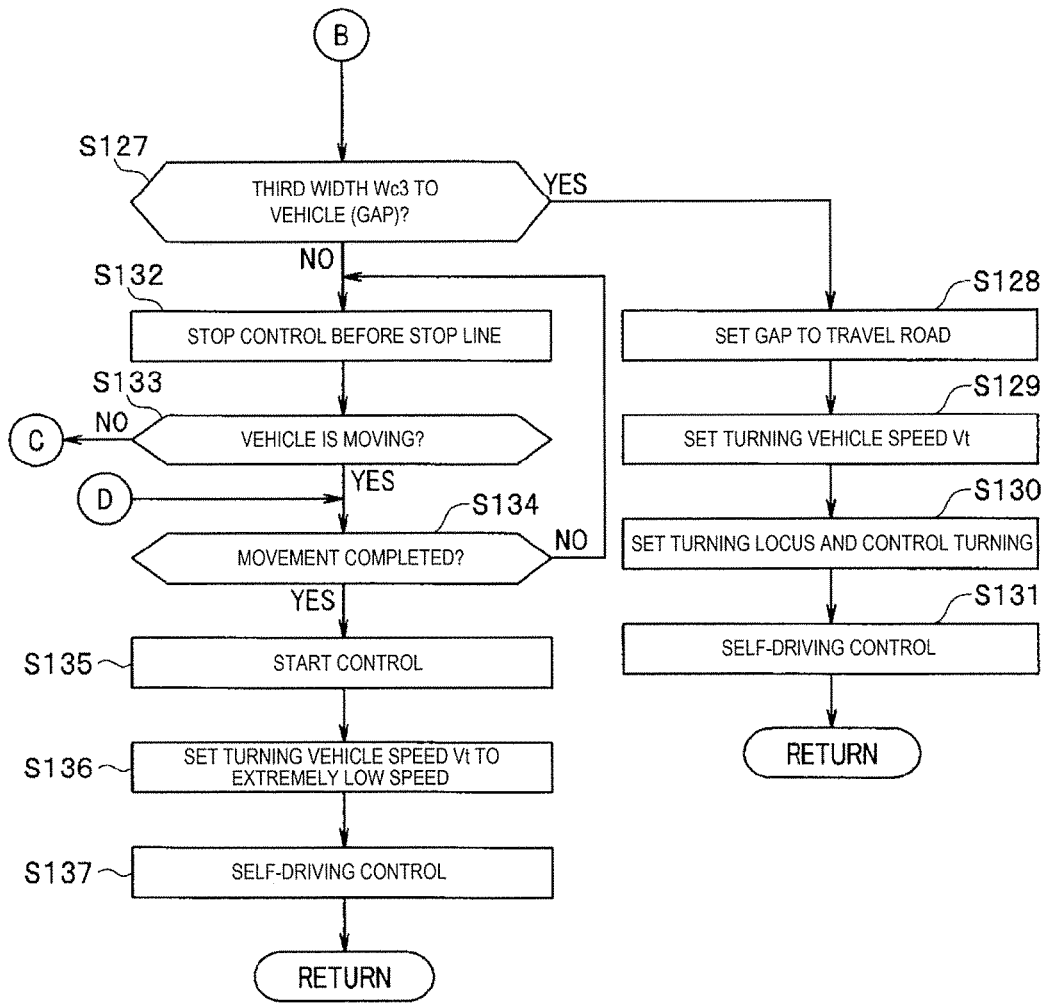 B
S127
THIRD WIDTH Wc3 TO
VEHICLE (GAP)?
YES
NO
S132
STOP CONTROL BEFORE STOP LINE
S133
NO
C
VEHICLE IS MOVING?
YES
D
S134
MOVEMENT COMPLETED?
NO
YES
S135
START CONTROL
S136
SET TURNING VEHICLE SPEED Vt TO
EXTREMELY LOW SPEED
S137
SELF-DRIVING CONTROL
RETURN
S128
SET GAP TO TRAVEL ROAD
S129
SET TURNING VEHICLE SPEED Vt
S130
SET TURNING LOCUS AND CONTROL TURNING
S131
SELF-DRIVING CONTROL
RETURN